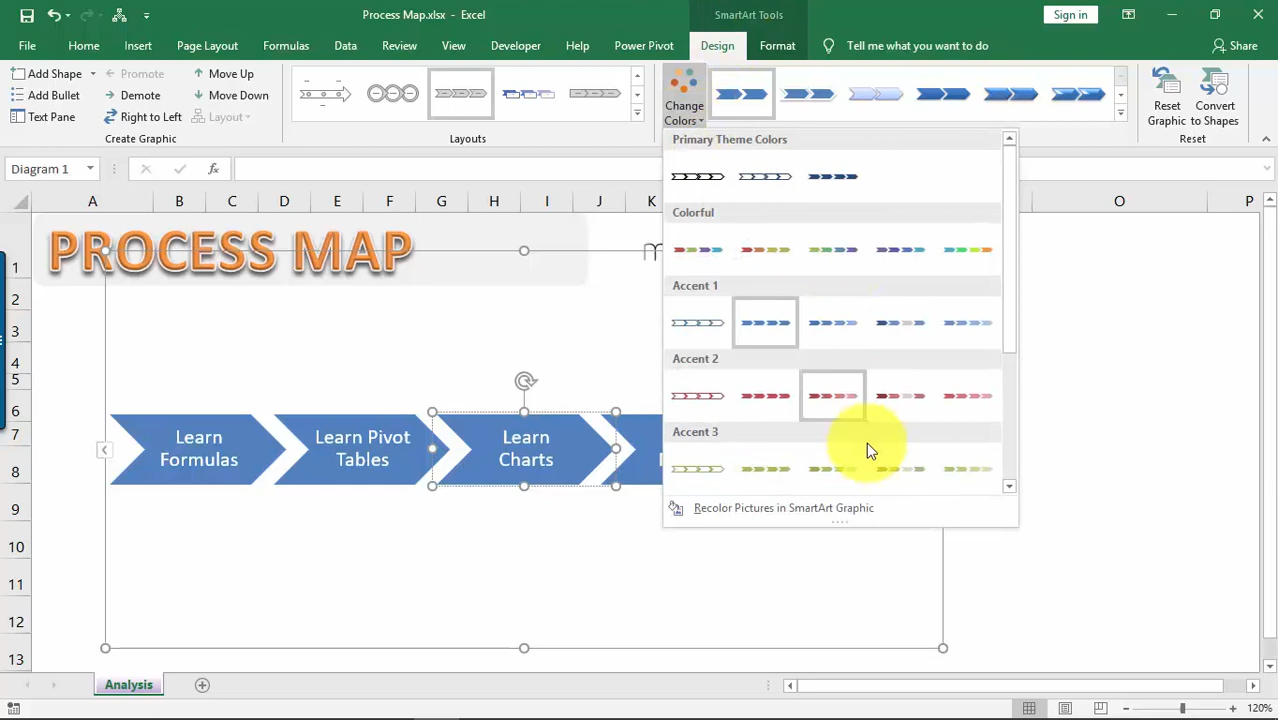 Process Map.xlsx - Excel
SmartArt Tools
Sign in
File Home Insert Page Layout Formulas Data Review View Developer Help Power Pivot Design Format Tell me what you want to do Share
Add Shape Promote Move Up
Add Bullet Demote Move Down
Text Pane Right to Left Layout
Create Graphic
Layouts
Change
Colors
Reset
Graphic
Convert
to Shapes
Reset
Diagram 1
fx
A B C D E F G H I J K O P
PROCESS MAP
Primary Theme Colors
Colorful
Accent 1
Accent 2
Accent 3
Recolor Pictures in SmartArt Graphic
1
2
3
5
6
8
9
10
11
12
13
Learn
Formulas
Learn Pivot
Tables
Learn
Charts
Analysis
120%